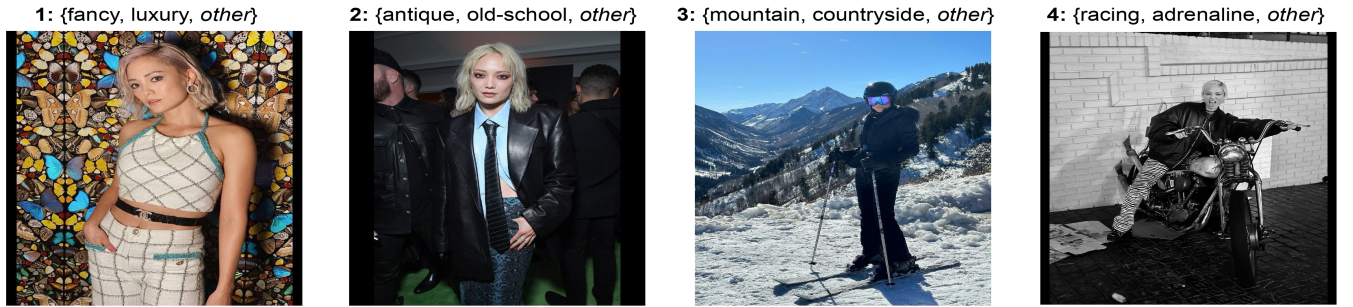 1: {fancy, luxury, other}
2: {antique, old-school, other}
3: {mountain, countryside, other}
4: {racing, adrenaline, other}